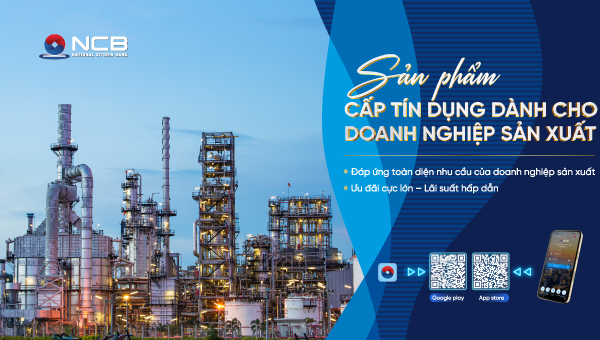 NCB
NATIONAL CITIZEN BANK
Sản phẩm
CẤP TÍN DỤNG DÀNH CHO
DOANH NGHIỆP SẢN XUẤT
Đáp ứng toàn diện nhu cầu của doanh nghiệp sản xuất
Ưu đãi cực lớn – Lãi suất hấp dẫn
Google play
App store